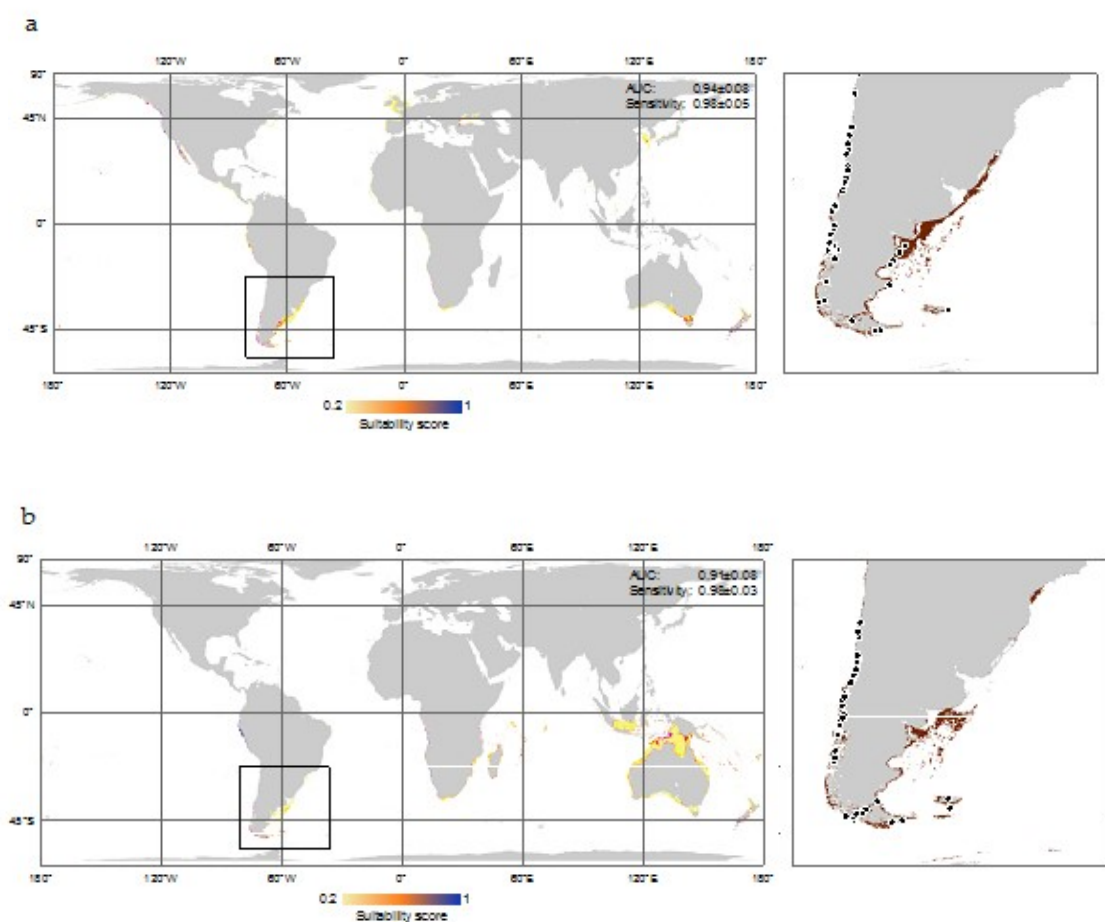 a
120°W 60°W 0° 60°E 120°E 180°
90°
45°N
0°
45°S
AUC: 0.94±0.08
Sensitivity: 0.98±0.05
180° 120°W 60°W 0° 60°E 120°E 180°
0.2 1
Suitability score
b
120°W 60°W 0° 60°E 120°E 180°
90°
45°N
0°
45°S
AUC: 0.91±0.08
Sensitivity: 0.98±0.03
180° 120°W 60°W 0° 60°E 120°E 180°
0.2 1
Suitability score